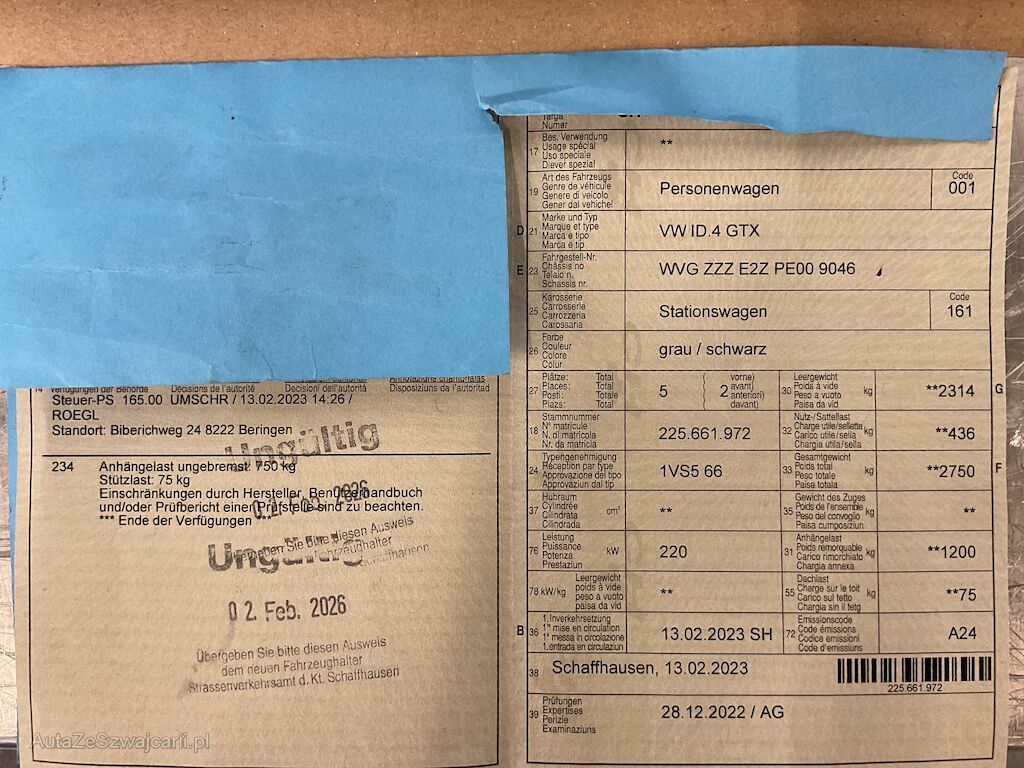 14 Verfügungen der Behörde Décisions de l'autorité Decisioni dell'autorità Disposiziuns da l'autoritad
Steuer-PS 165.00 UMSCHR / 13.02.2023 14:26 /
ROEGL
Standort: Biberichweg 24 8222 Beringen
Ungültig
234 Anhängelast ungebremst: 750 kg
Stützlast: 75 kg
Einschränkungen durch Hersteller, Benutzerhandbuch
und/oder Prüfbericht einer Prüfstelle sind zu beachten.
*** Ende der Verfügungen ***
2026
Sie bitte diesen Ausweis
Fahrzeughalter
Schaffhausen
Ungültig
02. Feb. 2026
Übergeben Sie bitte diesen Ausweis
dem neuen Fahrzeughalter
Strassenverkehrsamt d. Kt. Schaffhausen
AutaZeSzwajcarii.pl
Targa
Numer
17 Bes. Verwendung
Usage spécial
Uso speciale
Diever spezial
**
19 Art des Fahrzeugs
Genre de véhicule
Genere di veicolo
Gener dal vehichel
Personenwagen
Code
001
D 21 Marke und Typ
Marque et type
Marca e tipo
Marca e tip
VW ID.4 GTX
E 23 Fahrgestell-Nr.
Châssis no
Telaio n.
Schassis nr.
WVG ZZZ E2Z PE00 9046
25 Karosserie
Carrosserie
Carrozzeria
Carossaria
Stationswagen
Code
161
26 Farbe
Couleur
Colore
Colur
grau / schwarz
27 Plätze: Total
Places: Total
Posti: Totale
Plazs: Total
5
( vorne)
( avant)
2 anteriori)
( davant)
30 Leergewicht
Poids à vide
Peso a vuoto
Paisa da vid
kg
**2314
G
18 Stammnummer
N° matricule
N. di matricola
Nr. da matricla
225.661.972
32 Nutz-/Sattellast
Charge utile/sellette
Carico utile/sella
Chargia utila/sella
kg
**436
24 Typengenehmigung
Réception par type
Approvazione del tipo
Approvaziun dal tip
1VS5 66
33 Gesamtgewicht
Poids total
Peso totale
Paisa totala
kg
**2750
F
37 Hubraum
Cylindrée
Cilindrata
Cilindrada
cm³
**
35 Gewicht des Zuges
Poids de l'ensemble
Peso del convoglio
Paisa cumposiziun
kg
**
76 Leistung
Puissance
Potenza
Prestaziun
kW
220
31 Anhängelast
Poids remorquable
Carico rimorchiato
Chargia annexa
kg
**1200
78 kW/kg Leergewicht
poids à vide
peso a vuoto
paisa da vid
**
55 Dachlast
Charge sur le toit
Carico sul tetto
Chargia sin il tetg
kg
**75
B 36 1. Inverkehrsetzung
1re mise en circulation
1a messa in circolazione
1. entrada en circulaziun
13.02.2023 SH
72 Emissionscode
Code émissions
Codice emissioni
Code d'emissiuns
A24
38 Schaffhausen, 13.02.2023
225.661.972
39 Prüfungen
Expertises
Perizie
Examinaziuns
28.12.2022 / AG